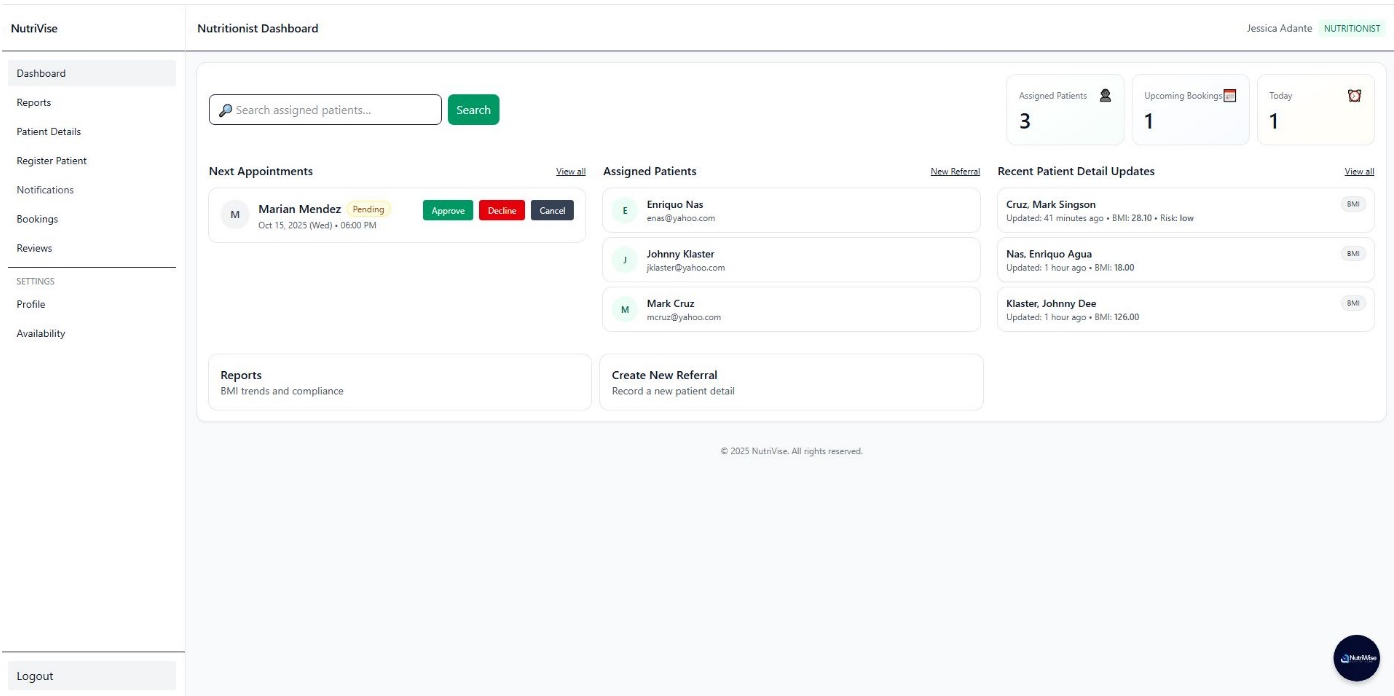 NutriVise
Nutritionist Dashboard
Jessica Adante NUTRITIONIST
Dashboard
Reports
Patient Details
Register Patient
Notifications
Bookings
Reviews
SETTINGS
Profile
Availability
Logout
Search assigned patients...
Search
Assigned Patients
3
Upcoming Bookings
1
Today
1
Next Appointments View all
M
Marian Mendez Pending
Oct 15, 2025 (Wed) • 06:00 PM
Approve Decline Cancel
Assigned Patients New Referral
E
Enriquo Nas
enas@yahoo.com
J
Johnny Klaster
jklaster@yahoo.com
M
Mark Cruz
mcruz@yahoo.com
Recent Patient Detail Updates View all
Cruz, Mark Singson BMI
Updated: 41 minutes ago • BMI: 28.10 • Risk: low
Nas, Enriquo Agua BMI
Updated: 1 hour ago • BMI: 18.00
Klaster, Johnny Dee BMI
Updated: 1 hour ago • BMI: 126.00
Reports
BMI trends and compliance
Create New Referral
Record a new patient detail
© 2025 NutriVise. All rights reserved.
NutriWise